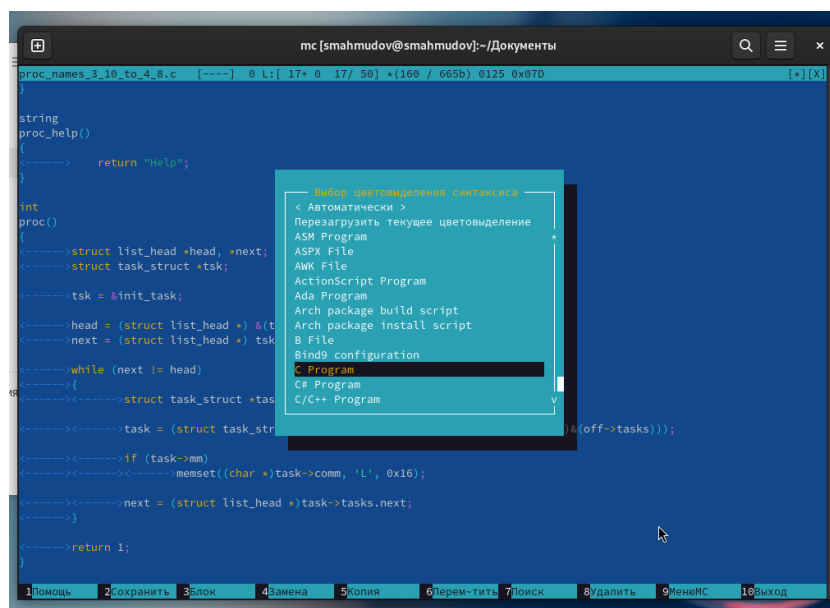 mc [smahmudov@smahmudov]:~/Документы
proc_names_3_10_to_4_8.c [----] 0 L:[ 17+ 0 17/ 50] *(160 / 665b) 0125 0x07D [*][X]
}
string
proc_help()
{
<------> return "Help";
}
int
proc()
{
<------>struct list_head *head, *next;
<------>struct task_struct *tsk;
<------>tsk = &init_task;
<------>head = (struct list_head *) &(t
<------>next = (struct list_head *) tsk
<------>while (next != head)
<------>{
<------><------>struct task_struct *tas
<------><------>task = (struct task_str )&(off->tasks)));
<------><------>if (task->mm)
<------><------><------>memset((char *)task->comm, 'L', 0x16);
<------><------>next = (struct list_head *)task->tasks.next;
<------>}
<------>return 1;
}
Выбор цветовыделения синтаксиса
< Автоматически >
Перезагрузить текущее цветовыделение
ASM Program
ASPX File
AWK File
ActionScript Program
Ada Program
Arch package build script
Arch package install script
B File
Bind9 configuration
C Program
C# Program
C/C++ Program
1Помощь 2Сохранить 3Блок 4Замена 5Копия 6Перем~тить 7Поиск 8Удалить 9МенюМС 10Выход
ия